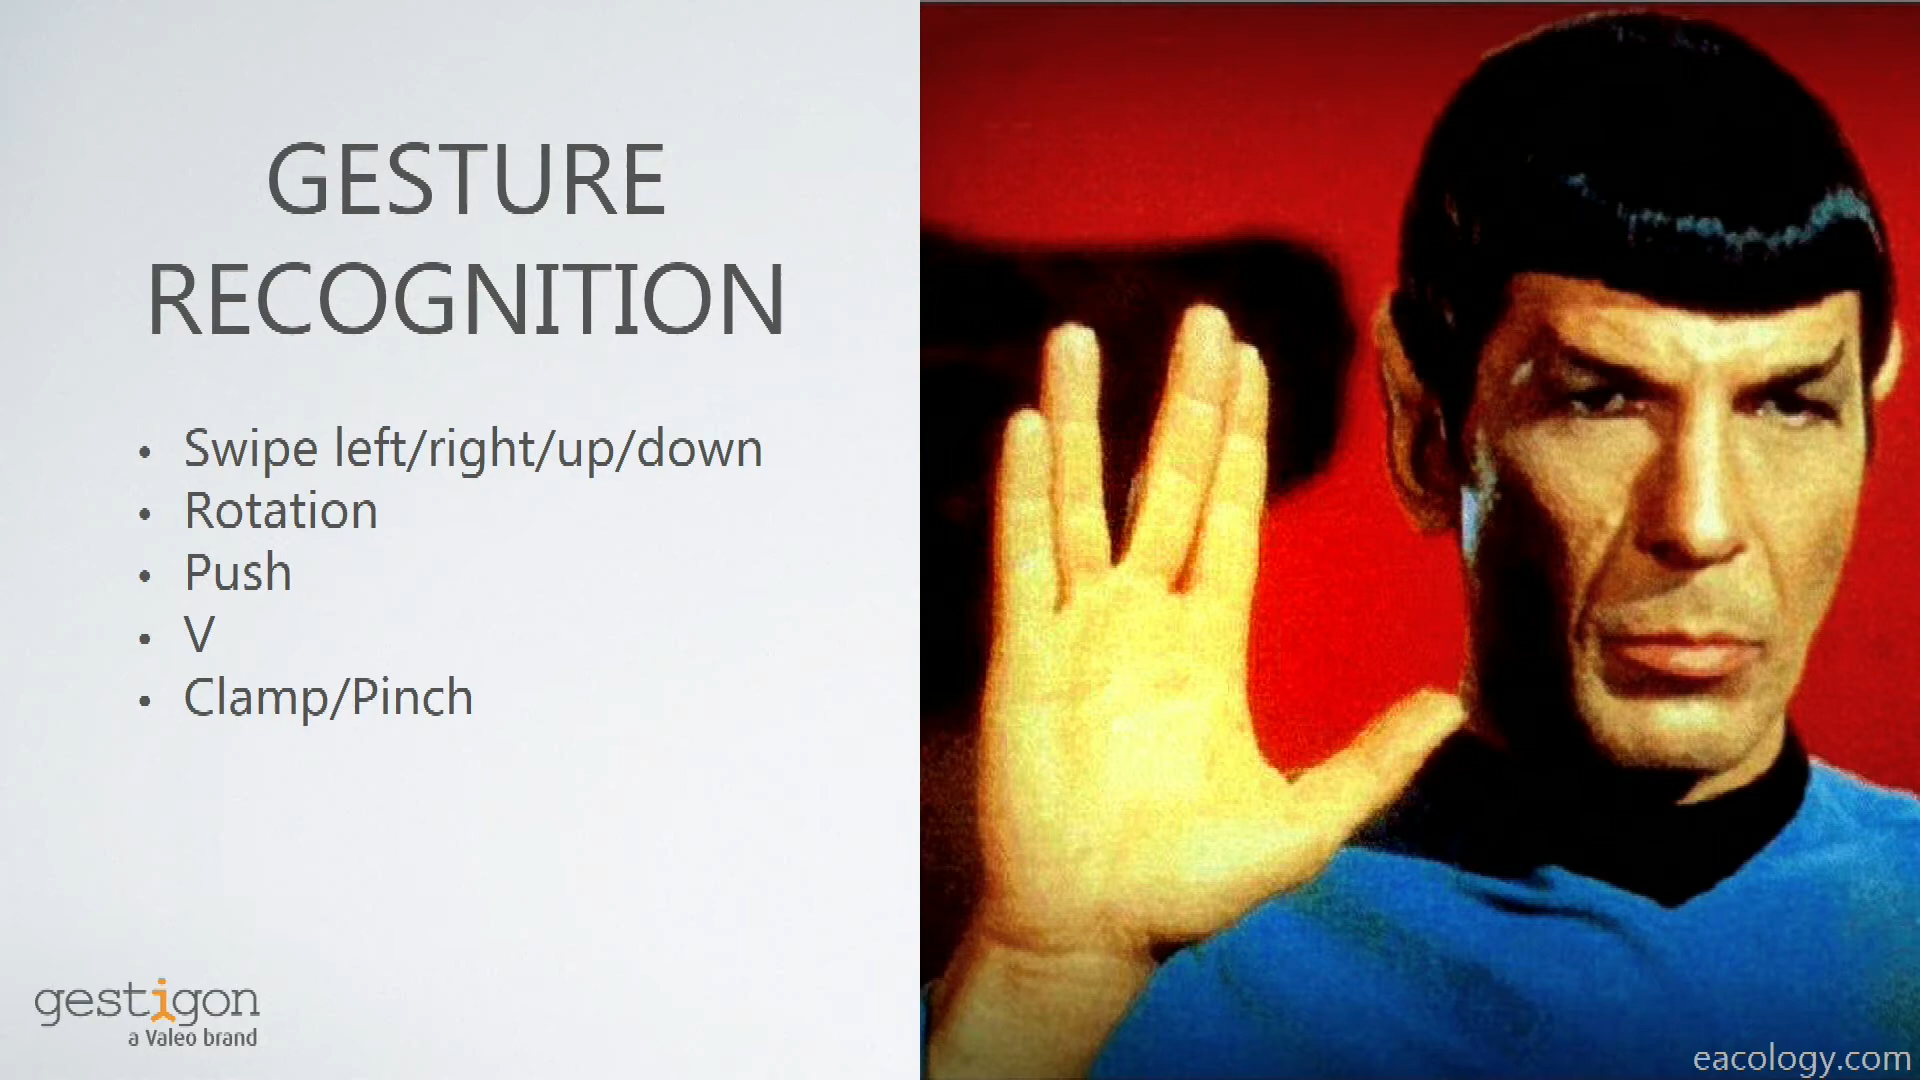 GESTURE
RECOGNITION
• Swipe left/right/up/down
• Rotation
• Push
• V
• Clamp/Pinch
gestigon
a Valeo brand
eacology.com